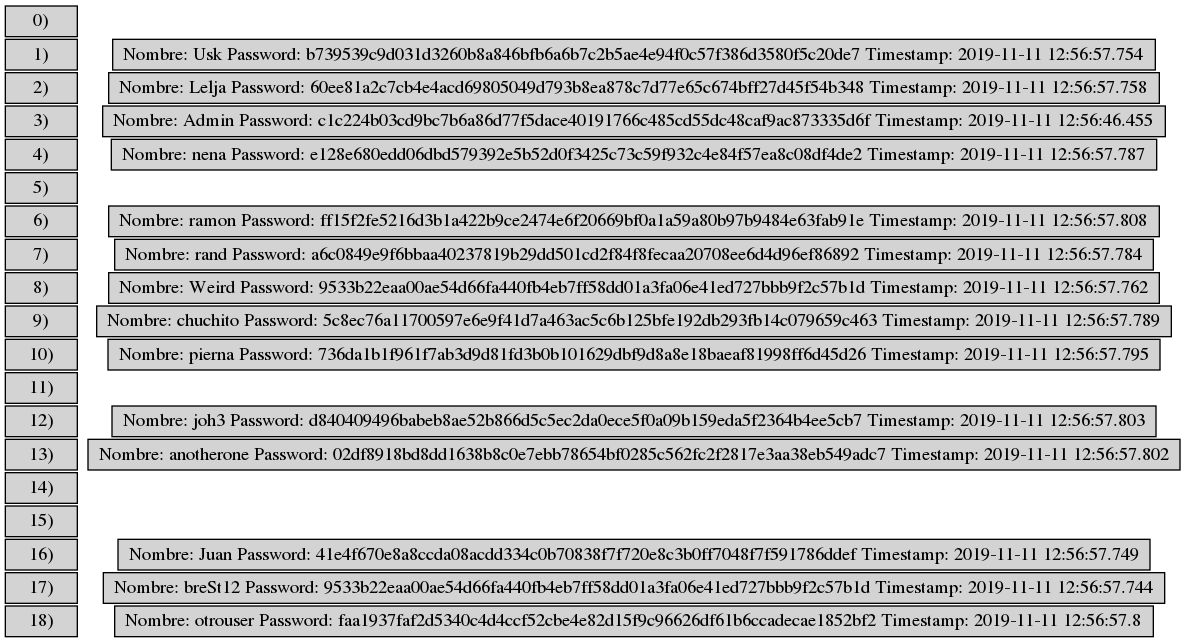 0)
1) Nombre: Usk Password: b739539c9d031d3260b8a846bfb6a6b7c2b5ae4e94f0c57f386d3580f5c20de7 Timestamp: 2019-11-11 12:56:57.754
2) Nombre: Lelja Password: 60ee81a2c7cb4e4acd69805049d793b8ea878c7d77e65c674bff27d45f54b348 Timestamp: 2019-11-11 12:56:57.758
3) Nombre: Admin Password: c1c224b03cd9bc7b6a86d77f5dace40191766c485cd55dc48caf9ac873335d6f Timestamp: 2019-11-11 12:56:46.455
4) Nombre: nena Password: e128e680edd06dbd579392e5b52d0f3425c73c59f932c4e84f57ea8c08df4de2 Timestamp: 2019-11-11 12:56:57.787
5)
6) Nombre: ramon Password: ff15f2fe5216d3b1a422b9ce2474e6f20669bf0a1a59a80b97b9484e63fab91e Timestamp: 2019-11-11 12:56:57.808
7) Nombre: rand Password: a6c0849e9f6bbaa40237819b29dd501cd2f84f8fecaa20708ee6d4d96ef86892 Timestamp: 2019-11-11 12:56:57.784
8) Nombre: Weird Password: 9533b22eaa00ae54d66fa440fb4eb7ff58dd01a3fa06e41ed727bbb9f2c57b1d Timestamp: 2019-11-11 12:56:57.762
9) Nombre: chuchito Password: 5c8ec76a11700597e6e9f41d7a463ac5c6b125bfe192db293fb14c079659c463 Timestamp: 2019-11-11 12:56:57.789
10) Nombre: pierna Password: 736da1b1f961f7ab3d9d81fd3b0b101629dbf9d8a8e18baeaf81998ff6d45d26 Timestamp: 2019-11-11 12:56:57.795
11)
12) Nombre: joh3 Password: d840409496babeb8ae52b866d5c5ec2da0ece5f0a09b159eda5f2364b4ee5cb7 Timestamp: 2019-11-11 12:56:57.803
13) Nombre: anotherone Password: 02df8918bd8dd1638b8c0e7ebb78654bf0285c562fc2f2817e3aa38eb549adc7 Timestamp: 2019-11-11 12:56:57.802
14)
15)
16) Nombre: Juan Password: 41e4f670e8a8ccda08acdd334c0b70838f7f720e8c3b0ff7048f7f591786ddef Timestamp: 2019-11-11 12:56:57.749
17) Nombre: breSt12 Password: 9533b22eaa00ae54d66fa440fb4eb7ff58dd01a3fa06e41ed727bbb9f2c57b1d Timestamp: 2019-11-11 12:56:57.744
18) Nombre: otrouser Password: faa1937faf2d5340c4d4ccf52cbe4e82d15f9c96626df61b6ccadecae1852bf2 Timestamp: 2019-11-11 12:56:57.8